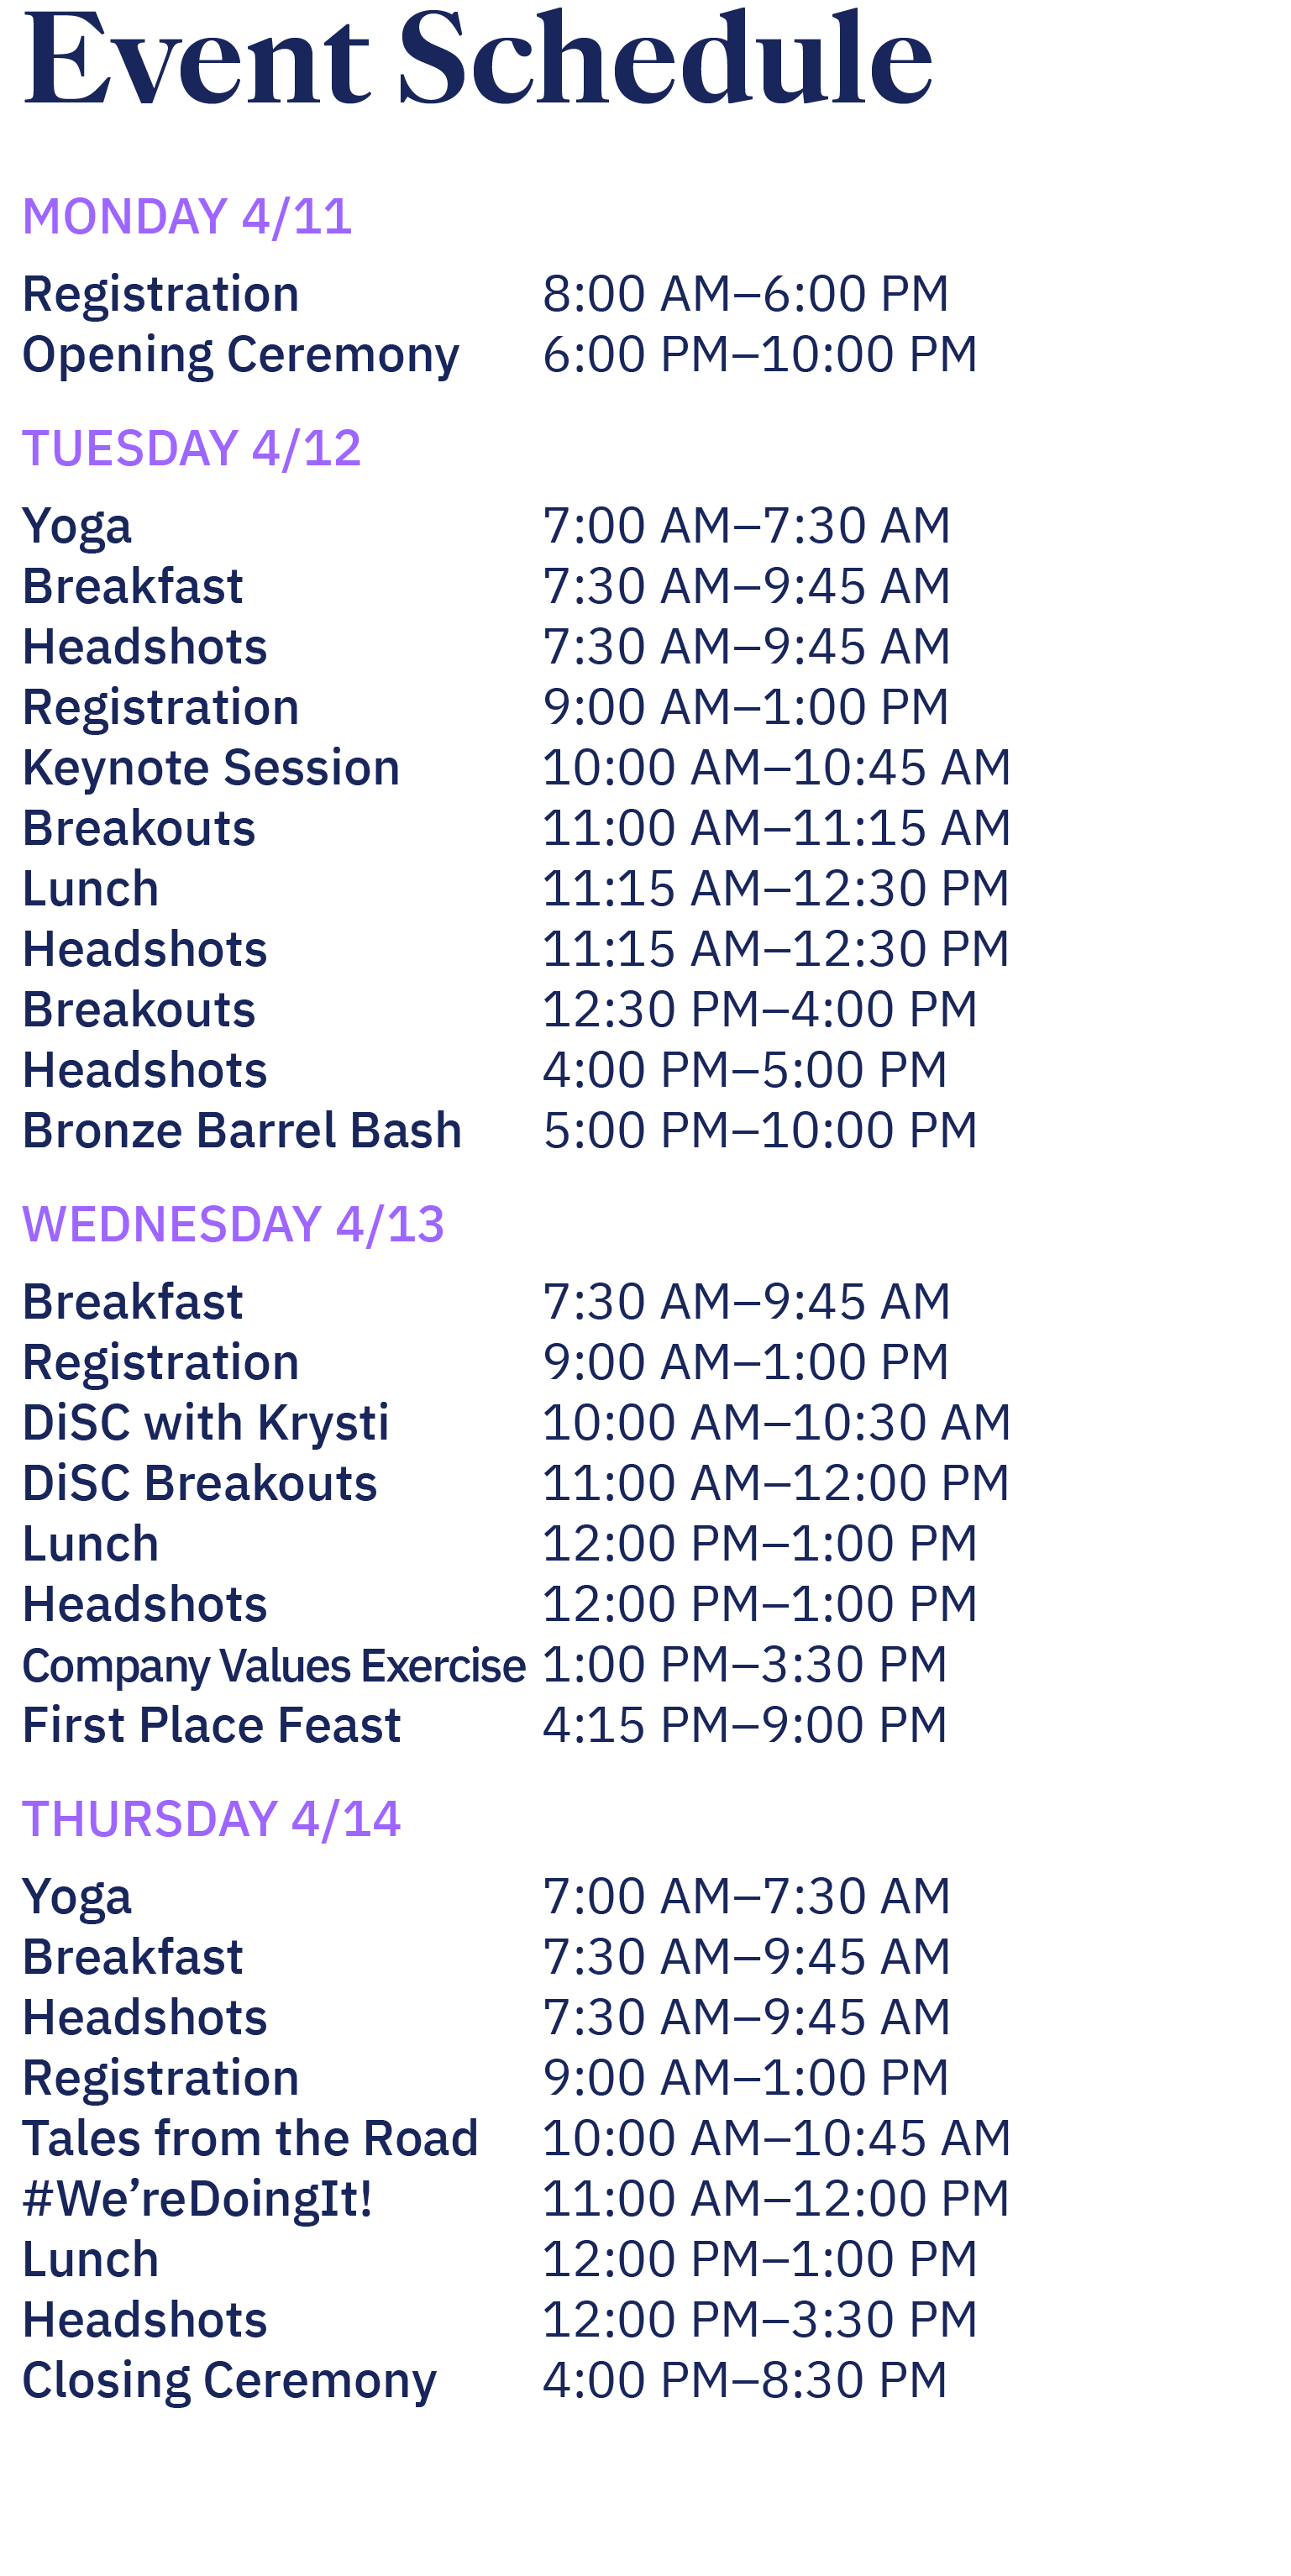 Event Schedule
MONDAY 4/11
Registration 8:00 AM–6:00 PM
Opening Ceremony 6:00 PM–10:00 PM
TUESDAY 4/12
Yoga 7:00 AM–7:30 AM
Breakfast 7:30 AM–9:45 AM
Headshots 7:30 AM–9:45 AM
Registration 9:00 AM–1:00 PM
Keynote Session 10:00 AM–10:45 AM
Breakouts 11:00 AM–11:15 AM
Lunch 11:15 AM–12:30 PM
Headshots 11:15 AM–12:30 PM
Breakouts 12:30 PM–4:00 PM
Headshots 4:00 PM–5:00 PM
Bronze Barrel Bash 5:00 PM–10:00 PM
WEDNESDAY 4/13
Breakfast 7:30 AM–9:45 AM
Registration 9:00 AM–1:00 PM
DiSC with Krysti 10:00 AM–10:30 AM
DiSC Breakouts 11:00 AM–12:00 PM
Lunch 12:00 PM–1:00 PM
Headshots 12:00 PM–1:00 PM
Company Values Exercise 1:00 PM–3:30 PM
First Place Feast 4:15 PM–9:00 PM
THURSDAY 4/14
Yoga 7:00 AM–7:30 AM
Breakfast 7:30 AM–9:45 AM
Headshots 7:30 AM–9:45 AM
Registration 9:00 AM–1:00 PM
Tales from the Road 10:00 AM–10:45 AM
#We’reDoingIt! 11:00 AM–12:00 PM
Lunch 12:00 PM–1:00 PM
Headshots 12:00 PM–3:30 PM
Closing Ceremony 4:00 PM–8:30 PM